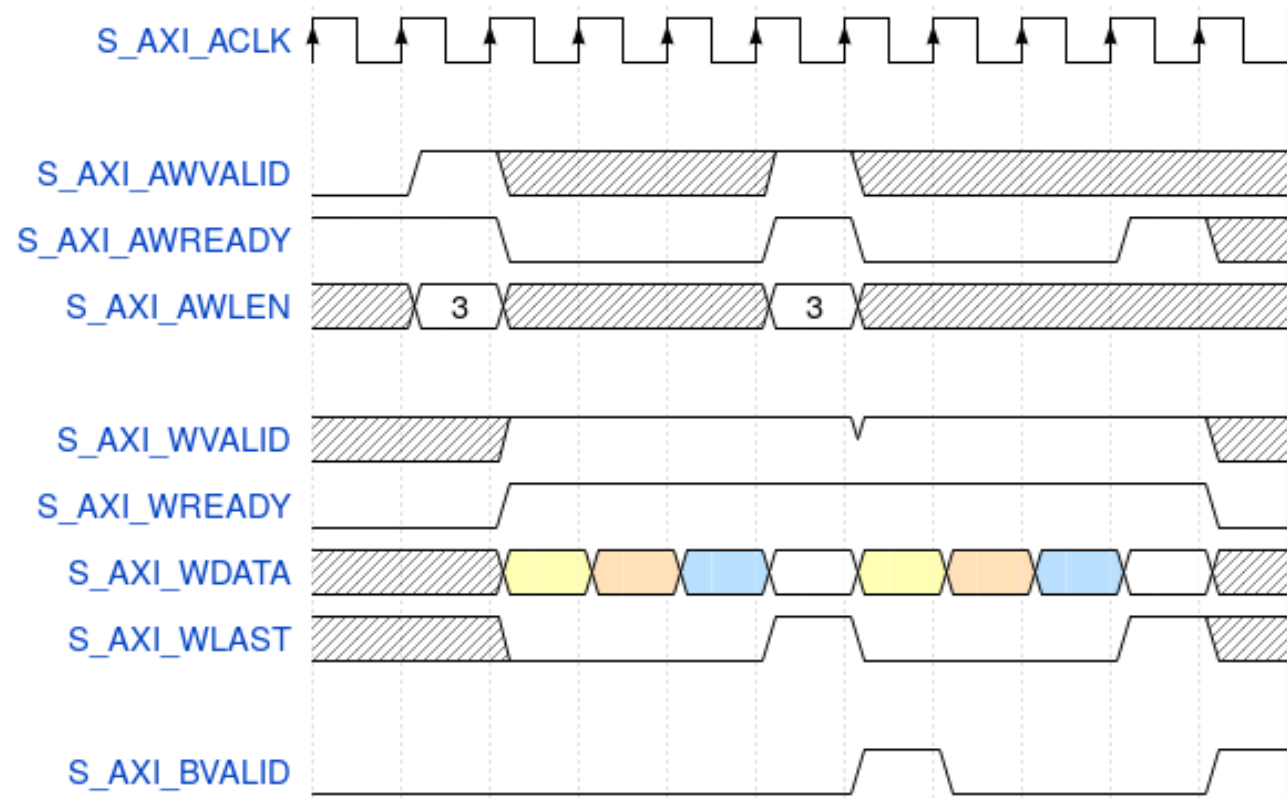 S_AXI_ACLK
S_AXI_AWVALID
S_AXI_AWREADY
S_AXI_AWLEN 3 3
S_AXI_WVALID
S_AXI_WREADY
S_AXI_WDATA
S_AXI_WLAST
S_AXI_BVALID